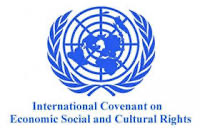 International Covenant on
Economic Social and Cultural Rights